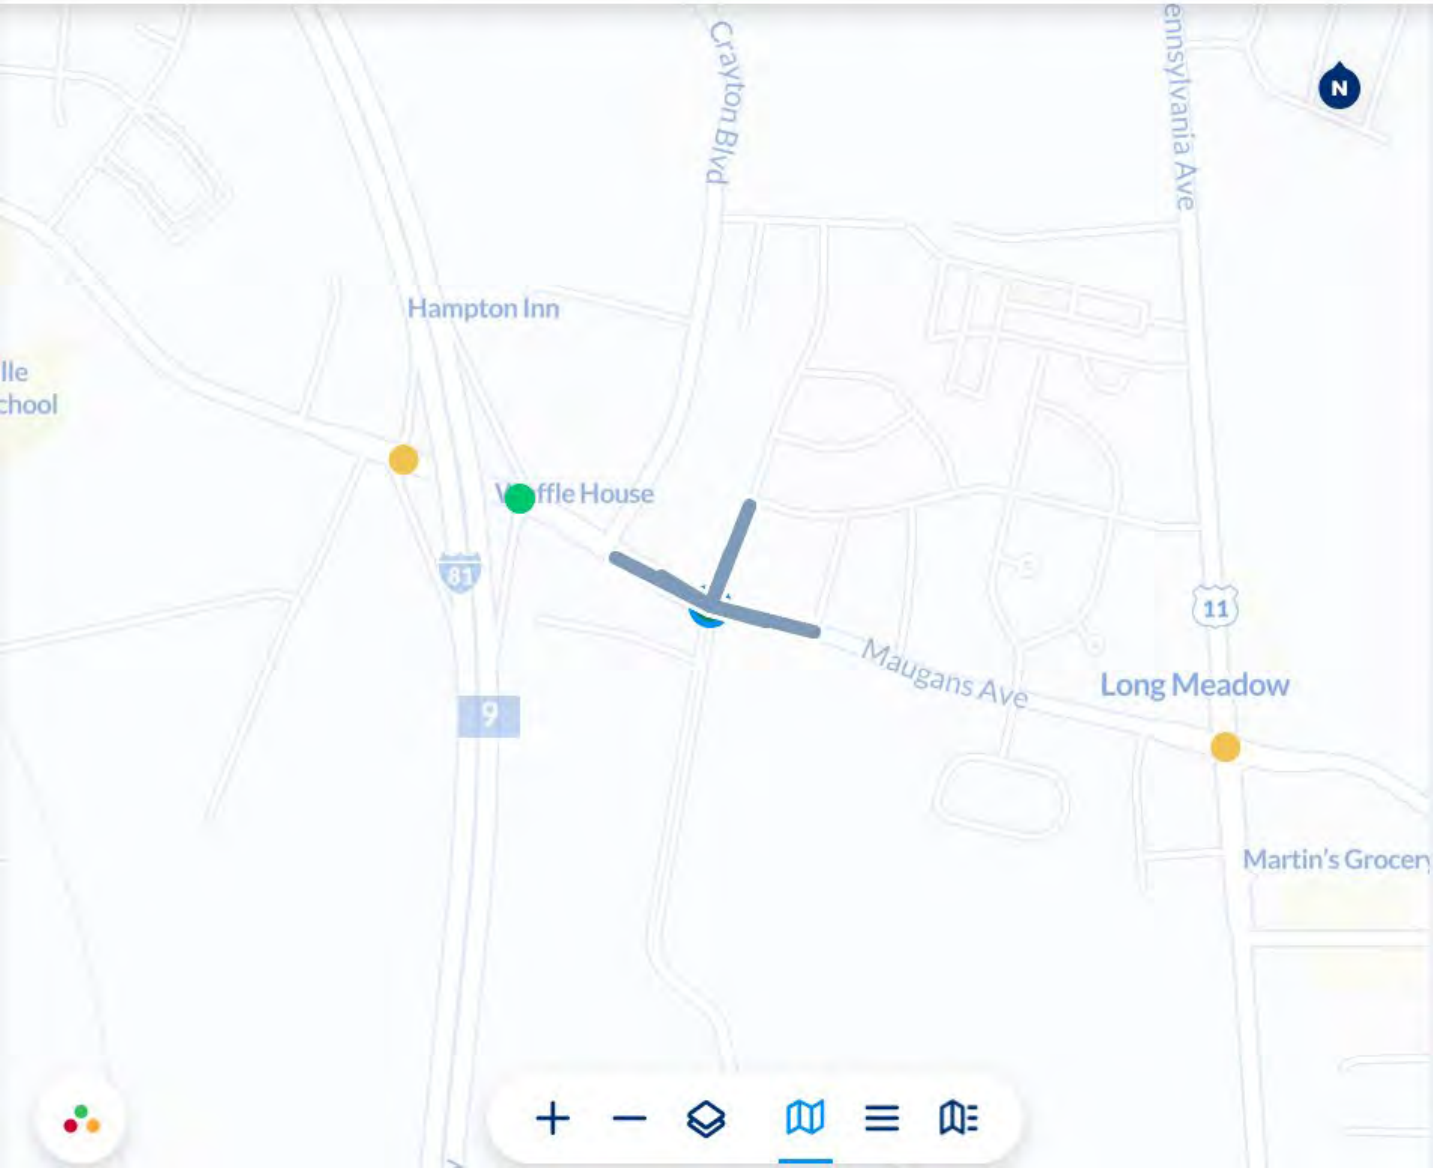 Crayton Blvd
ennsylvania Ave
N
Hampton Inn
lle
chool
W ffle House
81
11
Maugans Ave
Long Meadow
9
Martin's Grocer